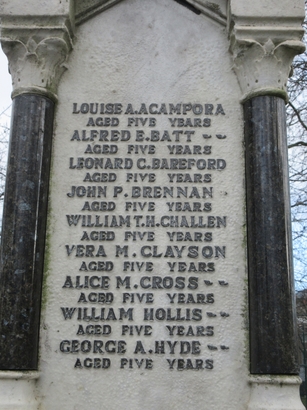 LOUISE A. ACAMPORA
AGED FIVE YEARS
ALFRED E. BATT ~ ~
AGED FIVE YEARS
LEONARD C. BAREFORD
AGED FIVE YEARS
JOHN P. BRENNAN ~
AGED FIVE YEARS
WILLIAM T. H. CHALLEN
AGED FIVE YEARS
VERA M. CLAYSON
AGED FIVE YEARS
ALICE M. CROSS ~ ~
AGED FIVE YEARS
WILLIAM HOLLIS ~ ~
AGED FIVE YEARS
GEORGE A. HYDE ~ ~
AGED FIVE YEARS